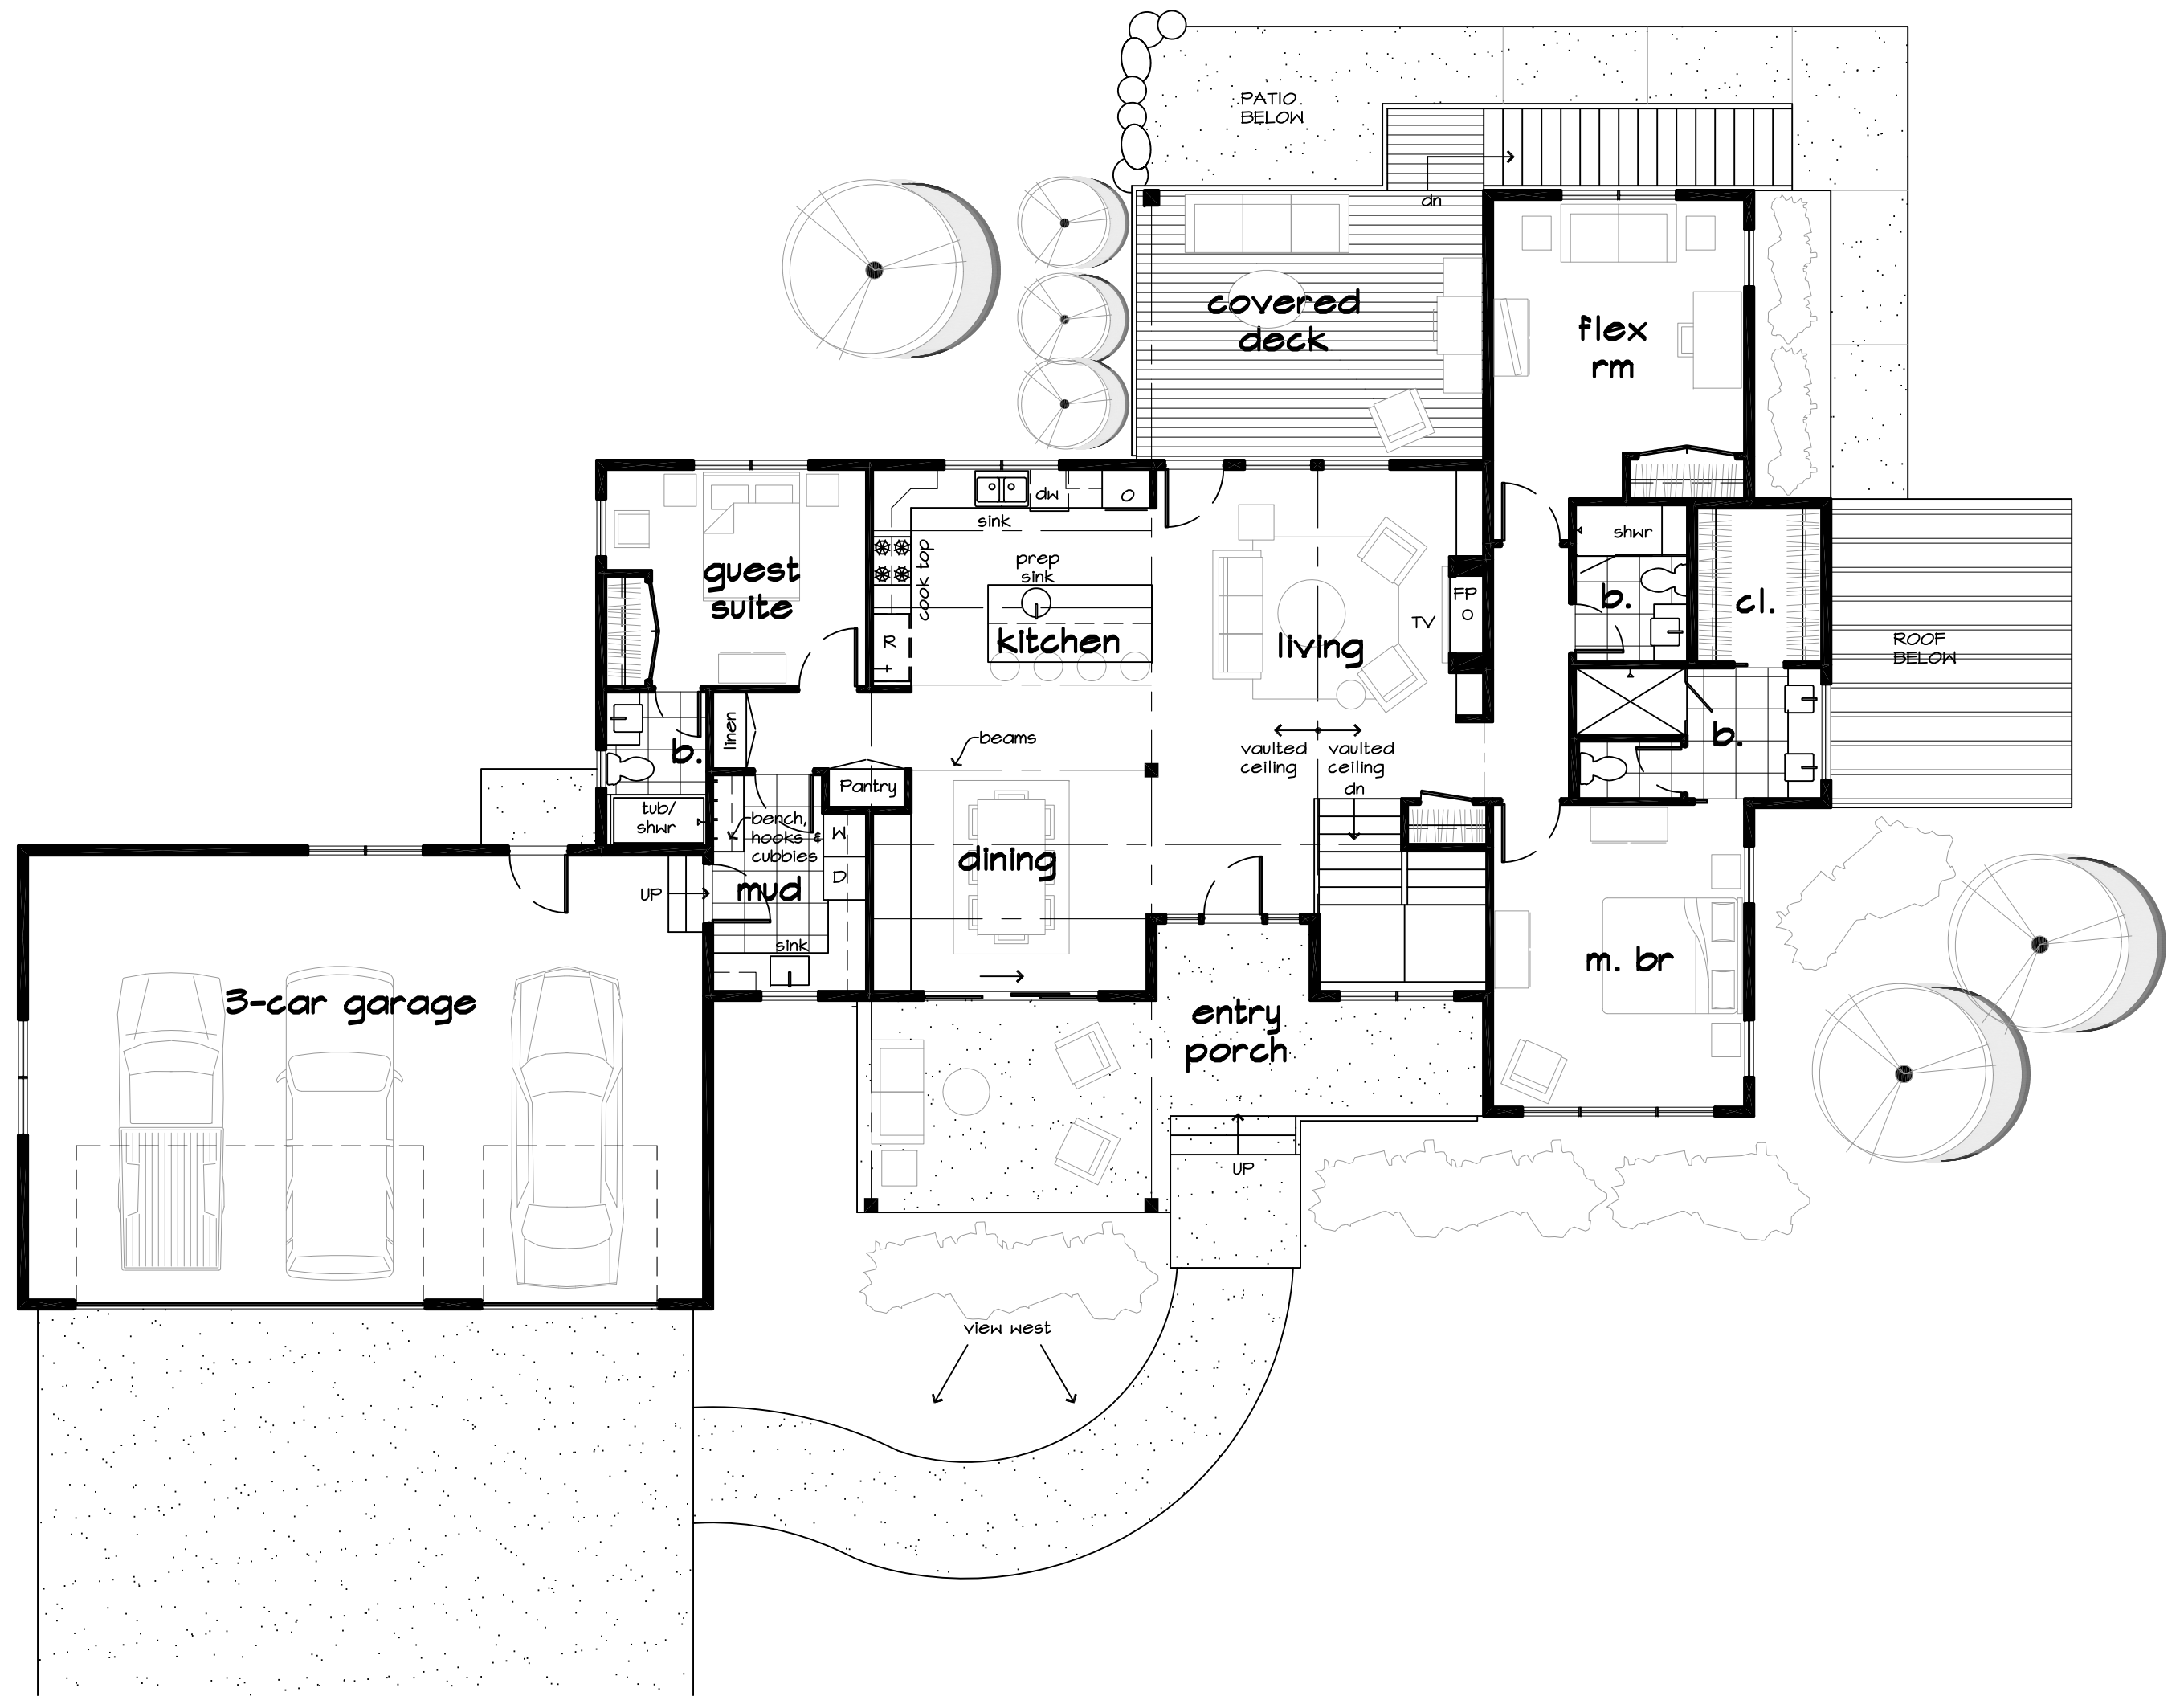 PATIO
BELOW
dn
covered
deck
flex
rm
dw
sink
cook top
prep
sink
shwr
guest
suite
kitchen
R
living
TV
FP
b.
cl.
ROOF
BELOW
linen
b.
beams
vaulted
ceiling
vaulted
ceiling
dn
b.
Pantry
tub/
shwr
bench,
hooks &
cubbies
W
D
dining
UP
mud
sink
m. br
3-car garage
entry
porch
UP
view west